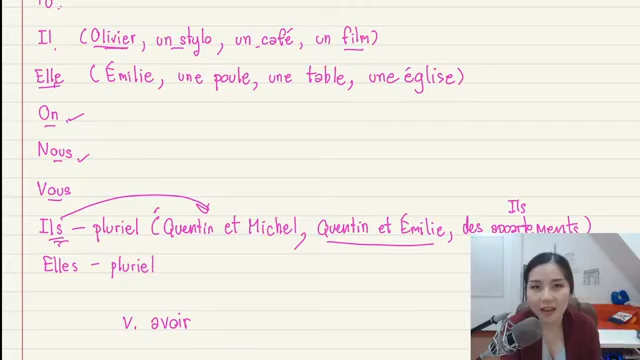 Il (Olivier, un stylo, un café, un film)
Elle (Émilie, une poule, une table, une église)
On ✓
Nous ✓
Vous
Ils
Ils – pluriel (Quentin et Michel, Quentin et Émilie, des appartements)
Elles – pluriel
v. avoir